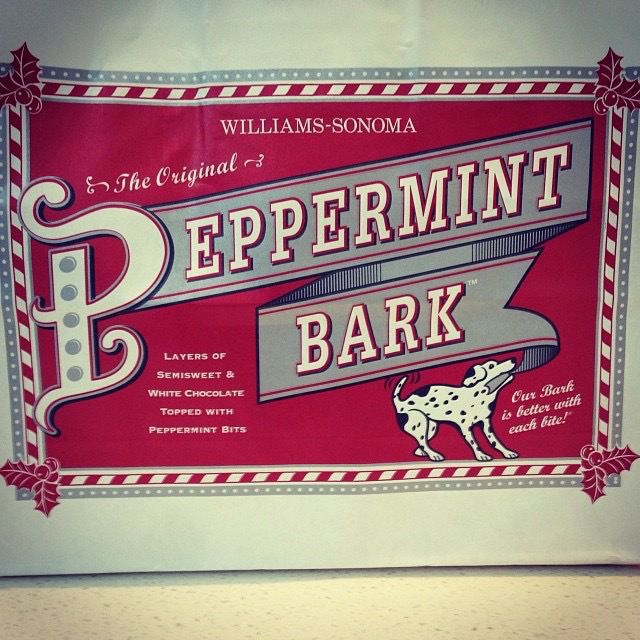 WILLIAMS-SONOMA
The Original
PEPPERMINT
BARK™
LAYERS OF
SEMISWEET &
WHITE CHOCOLATE
TOPPED WITH
PEPPERMINT BITS
Our Bark
is better with
each bite!®